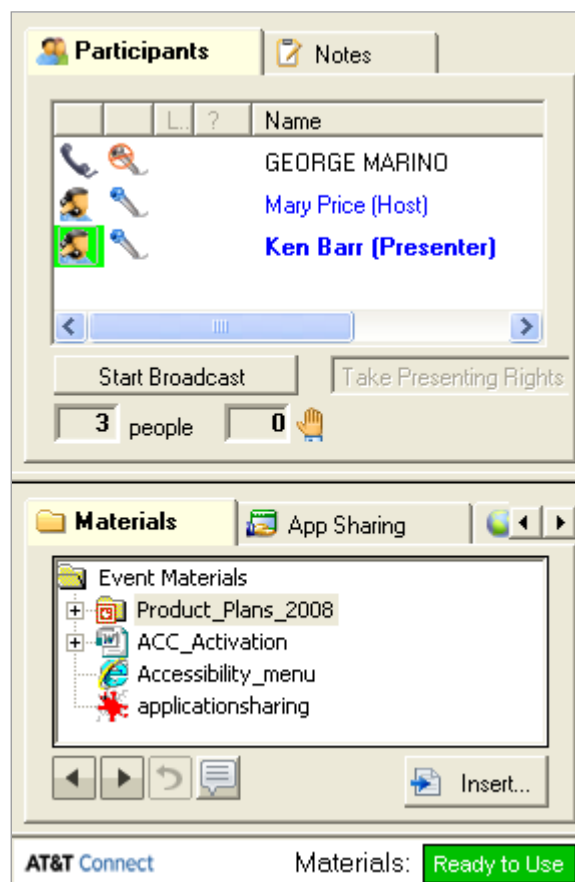 Participants
Notes
L.. ? Name
GEORGE MARINO
Mary Price (Host)
Ken Barr (Presenter)
Start Broadcast Take Presenting Rights
3 people 0
Materials
App Sharing
Event Materials
Product_Plans_2008
ACC_Activation
Accessibility_menu
applicationsharing
Insert...
AT&T Connect Materials: Ready to Use